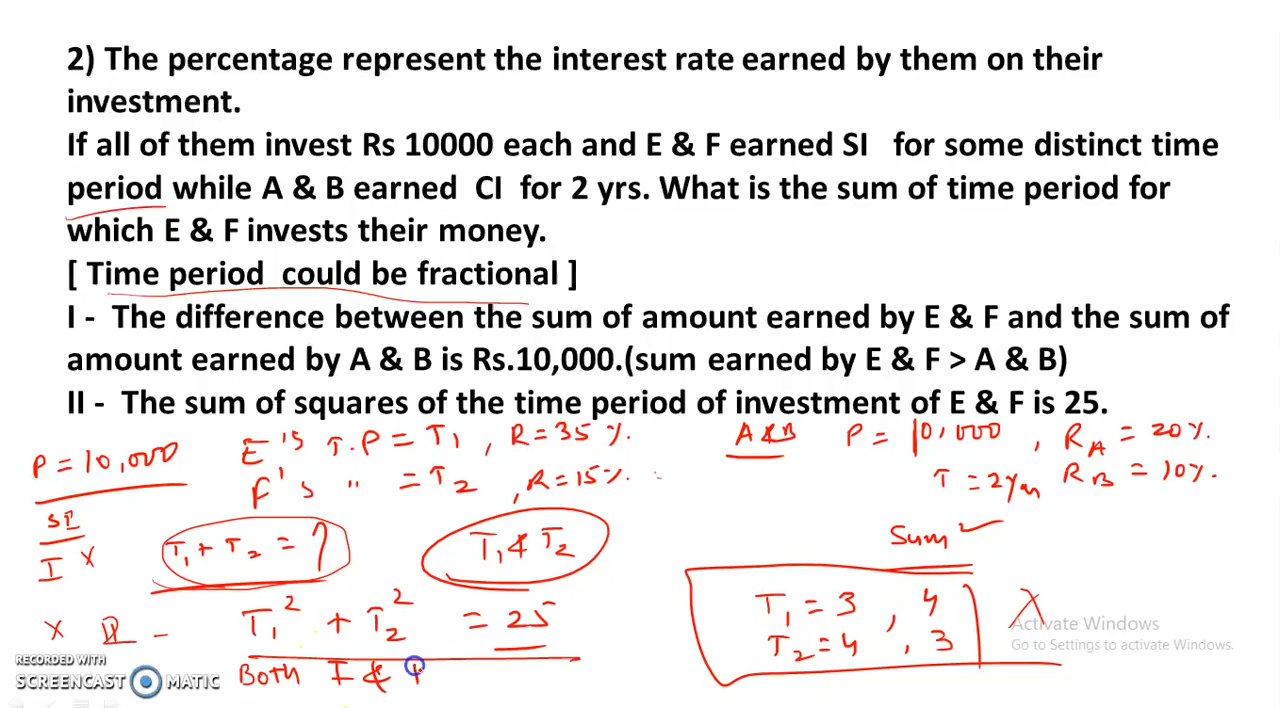 2) The percentage represent the interest rate earned by them on their
investment.
If all of them invest Rs 10000 each and E & F earned SI for some distinct time
period while A & B earned CI for 2 yrs. What is the sum of time period for
which E & F invests their money.
[ Time period could be fractional ]
I - The difference between the sum of amount earned by E & F and the sum of
amount earned by A & B is Rs.10,000.(sum earned by E & F > A & B)
II - The sum of squares of the time period of investment of E & F is 25.
P = 10,000
E's T.P = T1, R = 35%.
F's " = T2, R = 15%.
A & B P = 10,000, RA = 20%.
T = 2 yrs RB = 10%.
SI
I ×
T1 + T2 = ?
T1 & T2
Sum ✓
× II - T1² + T2² = 25
T1 = 3, 4
T2 = 4, 3
×
Both I &
Activate Windows
Go to Settings to activate Windows.
RECORDED WITH
SCREENCAST MATIC